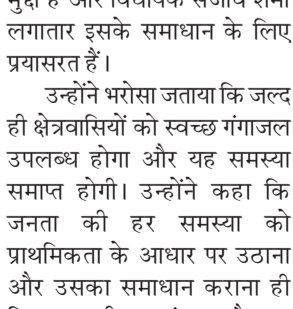 मुद्दा है और विधायक संजीव शर्मा
लगातार इसके समाधान के लिए
प्रयासरत हैं।
उन्होंने भरोसा जताया कि जल्द
ही क्षेत्रवासियों को स्वच्छ गंगाजल
उपलब्ध होगा और यह समस्या
समाप्त होगी। उन्होंने कहा कि
जनता की हर समस्या को
प्राथमिकता के आधार पर उठाना
और उसका समाधान कराना ही